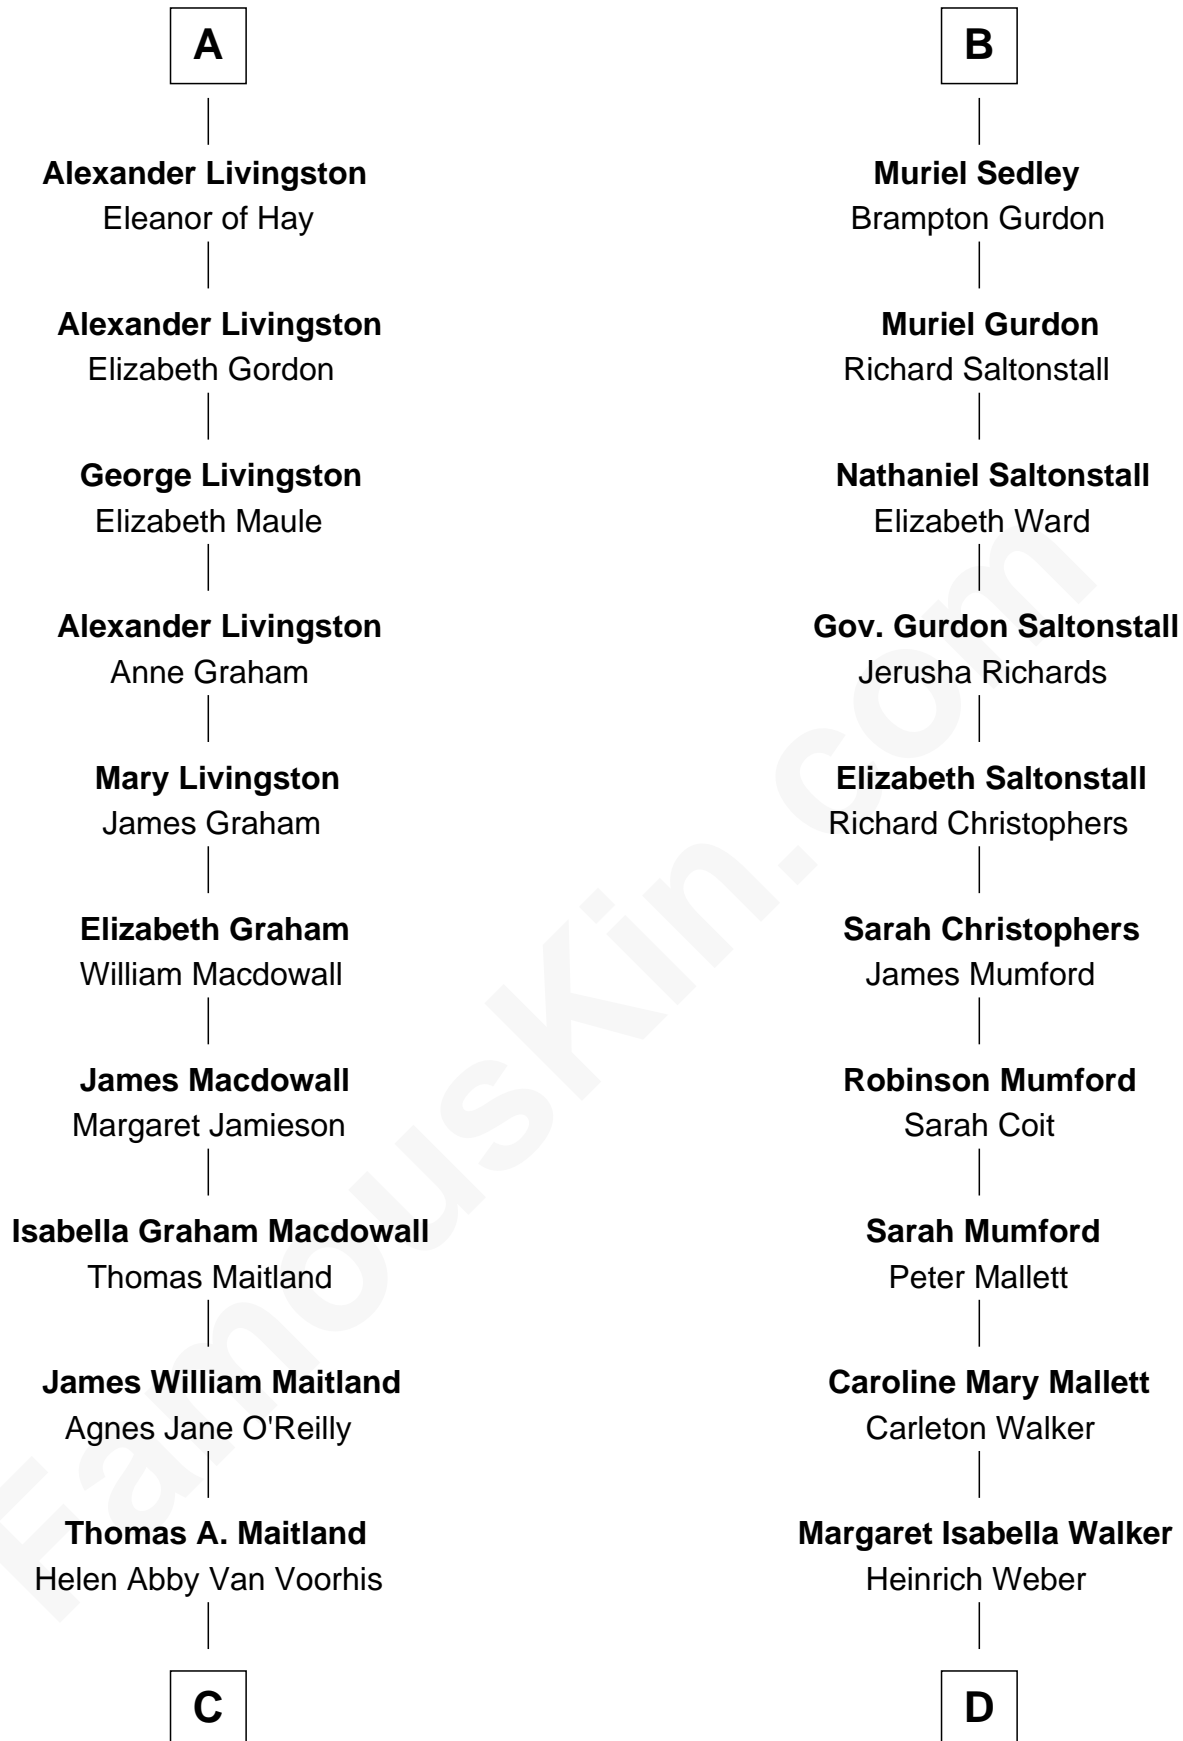 A
Alexander Livingston
Eleanor of Hay
Alexander Livingston
Elizabeth Gordon
George Livingston
Elizabeth Maule
Alexander Livingston
Anne Graham
Mary Livingston
James Graham
Elizabeth Graham
William Macdowall
James Macdowall
Margaret Jamieson
Isabella Graham Macdowall
Thomas Maitland
James William Maitland
Agnes Jane O'Reilly
Thomas A. Maitland
Helen Abby Van Voorhis
C
B
Muriel Sedley
Brampton Gurdon
Muriel Gurdon
Richard Saltonstall
Nathaniel Saltonstall
Elizabeth Ward
Gov. Gurdon Saltonstall
Jerusha Richards
Elizabeth Saltonstall
Richard Christophers
Sarah Christophers
James Mumford
Robinson Mumford
Sarah Coit
Sarah Mumford
Peter Mallett
Caroline Mary Mallett
Carleton Walker
Margaret Isabella Walker
Heinrich Weber
D
FamousKin.com